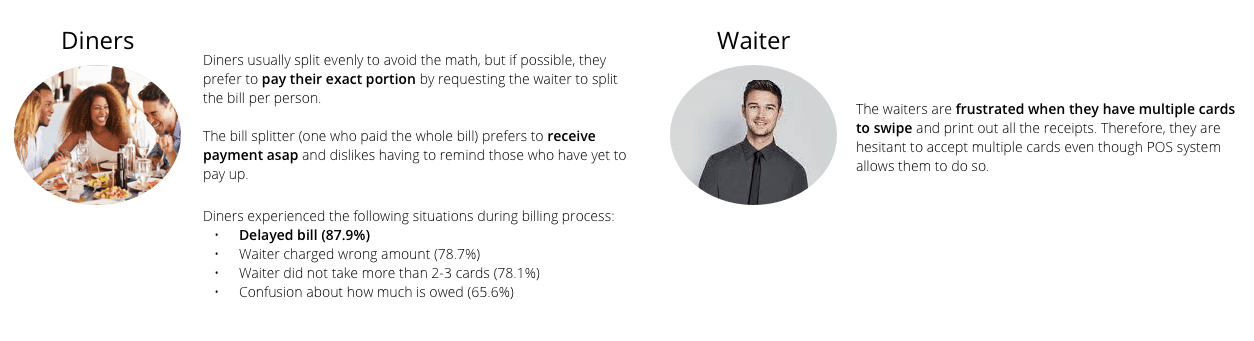 Diners
Diners usually split evenly to avoid the math, but if possible, they
prefer to pay their exact portion by requesting the waiter to split
the bill per person.
The bill splitter (one who paid the whole bill) prefers to receive
payment asap and dislikes having to remind those who have yet to
pay up.
Diners experienced the following situations during billing process:
• Delayed bill (87.9%)
• Waiter charged wrong amount (78.7%)
• Waiter did not take more than 2-3 cards (78.1%)
• Confusion about how much is owed (65.6%)
Waiter
The waiters are frustrated when they have multiple cards
to swipe and print out all the receipts. Therefore, they are
hesitant to accept multiple cards even though POS system
allows them to do so.